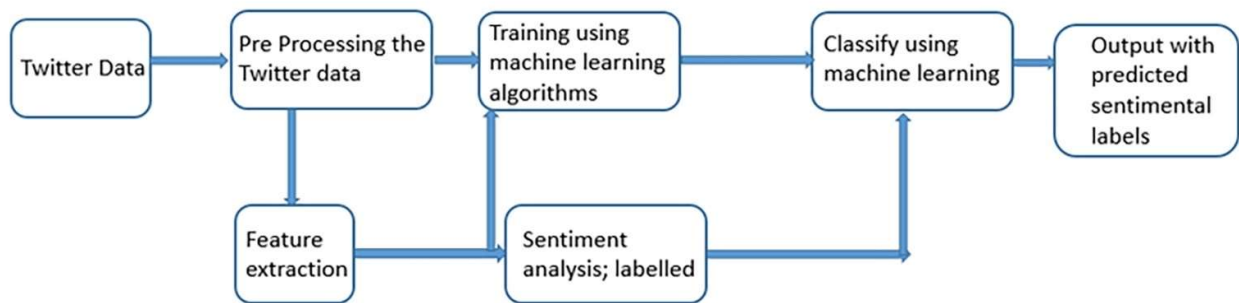 Twitter Data
Pre Processing the
Twitter data
Training using
machine learning
algorithms
Classify using
machine learning
Output with
predicted
sentimental
labels
Feature
extraction
Sentiment
analysis; labelled